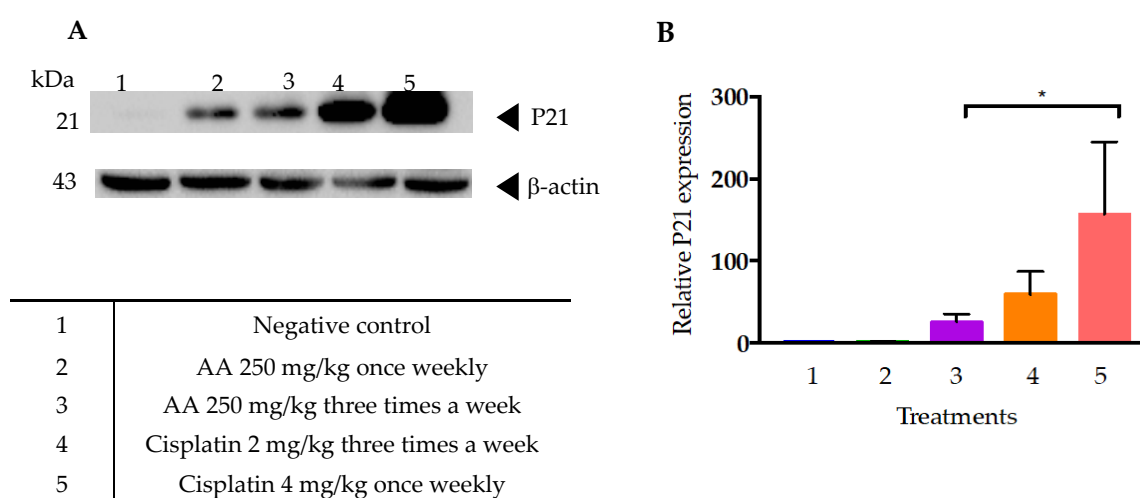 A
kDa 1 2 3 4 5
21 P21
43 β-actin
1 Negative control
2 AA 250 mg/kg once weekly
3 AA 250 mg/kg three times a week
4 Cisplatin 2 mg/kg three times a week
5 Cisplatin 4 mg/kg once weekly
B
Relative P21 expression
300
200
100
0
*
1 2 3 4 5
Treatments